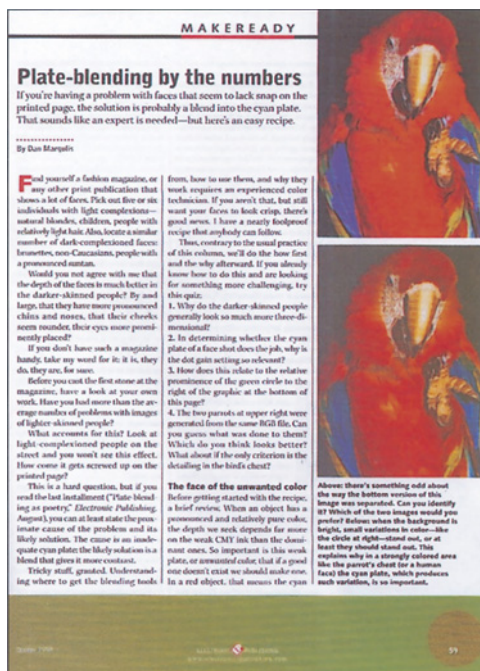 MAKEREADY
Plate-blending by the numbers
If you're having a problem with faces that seem to lack snap on the
printed page, the solution is probably a blend into the cyan plate.
That sounds like an expert is needed—but here's an easy recipe.
By Dan Margulis
Find yourself a fashion magazine, or
any other print publication that
shows a lot of faces. Pick out five or six
individuals with light complexions—
natural blondes, children, people with
relatively light hair. Also, locate a similar
number of dark-complexioned faces:
brunettes, non-Caucasians, people with
a pronounced suntan.
Would you not agree with me that
the depth of the faces is much better in
the darker-skinned people? By and
large, that they have more pronounced
chins and noses, that their cheeks
seem rounder, their eyes more promi-
nently placed?
If you don't have such a magazine
handy, take my word for it: it is, they
do, they are, for sure.
Before you cast the first stone at the
magazine, have a look at your own
work. Have you had more than the av-
erage number of problems with images
of lighter-skinned people?
What accounts for this? Look at
light-complexioned people on the
street and you won't see this effect.
How come it gets screwed up on the
printed page?
This is a hard question, but if you
read the last installment ("Plate-blend-
ing as poetry," Electronic Publishing,
August), you can at least state the prox-
imate cause of the problem and its
likely solution. The cause is an inade-
quate cyan plate; the likely solution is a
blend that gives it more contrast.
Tricky stuff, granted. Understand-
ing where to get the blending tools
from, how to use them, and why they
work requires an experienced color
technician. If you aren't that, but still
want your faces to look crisp, there's
good news. I have a nearly foolproof
recipe that anybody can follow.
Thus, contrary to the usual practice
of this column, we'll do the how first
and the why afterward. If you already
know how to do this and are looking
for something more challenging, try
this quiz:
1. Why do the darker-skinned people
generally look so much more three-di-
mensional?
2. In determining whether the cyan
plate of a face shot does the job, why is
the dot gain setting so relevant?
3. How does this relate to the relative
prominence of the green circle to the
right of the graphic at the bottom of
this page?
4. The two parrots at upper right were
generated from the same RGB file. Can
you guess what was done to them?
Which do you think looks better?
What about if the only criterion is the
detailing in the bird's chest?
The face of the unwanted color
Before getting started with the recipe,
a brief review. When an object has a
pronounced and relatively pure color,
the depth we seek depends far more
on the weak CMY ink than the domi-
nant ones. So important is this weak
plate, or unwanted color, that if a good
one doesn't exist we should make one.
In a red object, that means the cyan
Above: there's something odd about
the way the bottom version of this
image was separated. Can you identify
it? Which of the two images would you
prefer? Below: when the background is
bright, small variations in color—like
the circle at right—stand out, or at
least they should stand out. This
explains why in a strongly colored area
like the parrot's chest (or a human
face) the cyan plate, which produces
such variation, is so important.
59